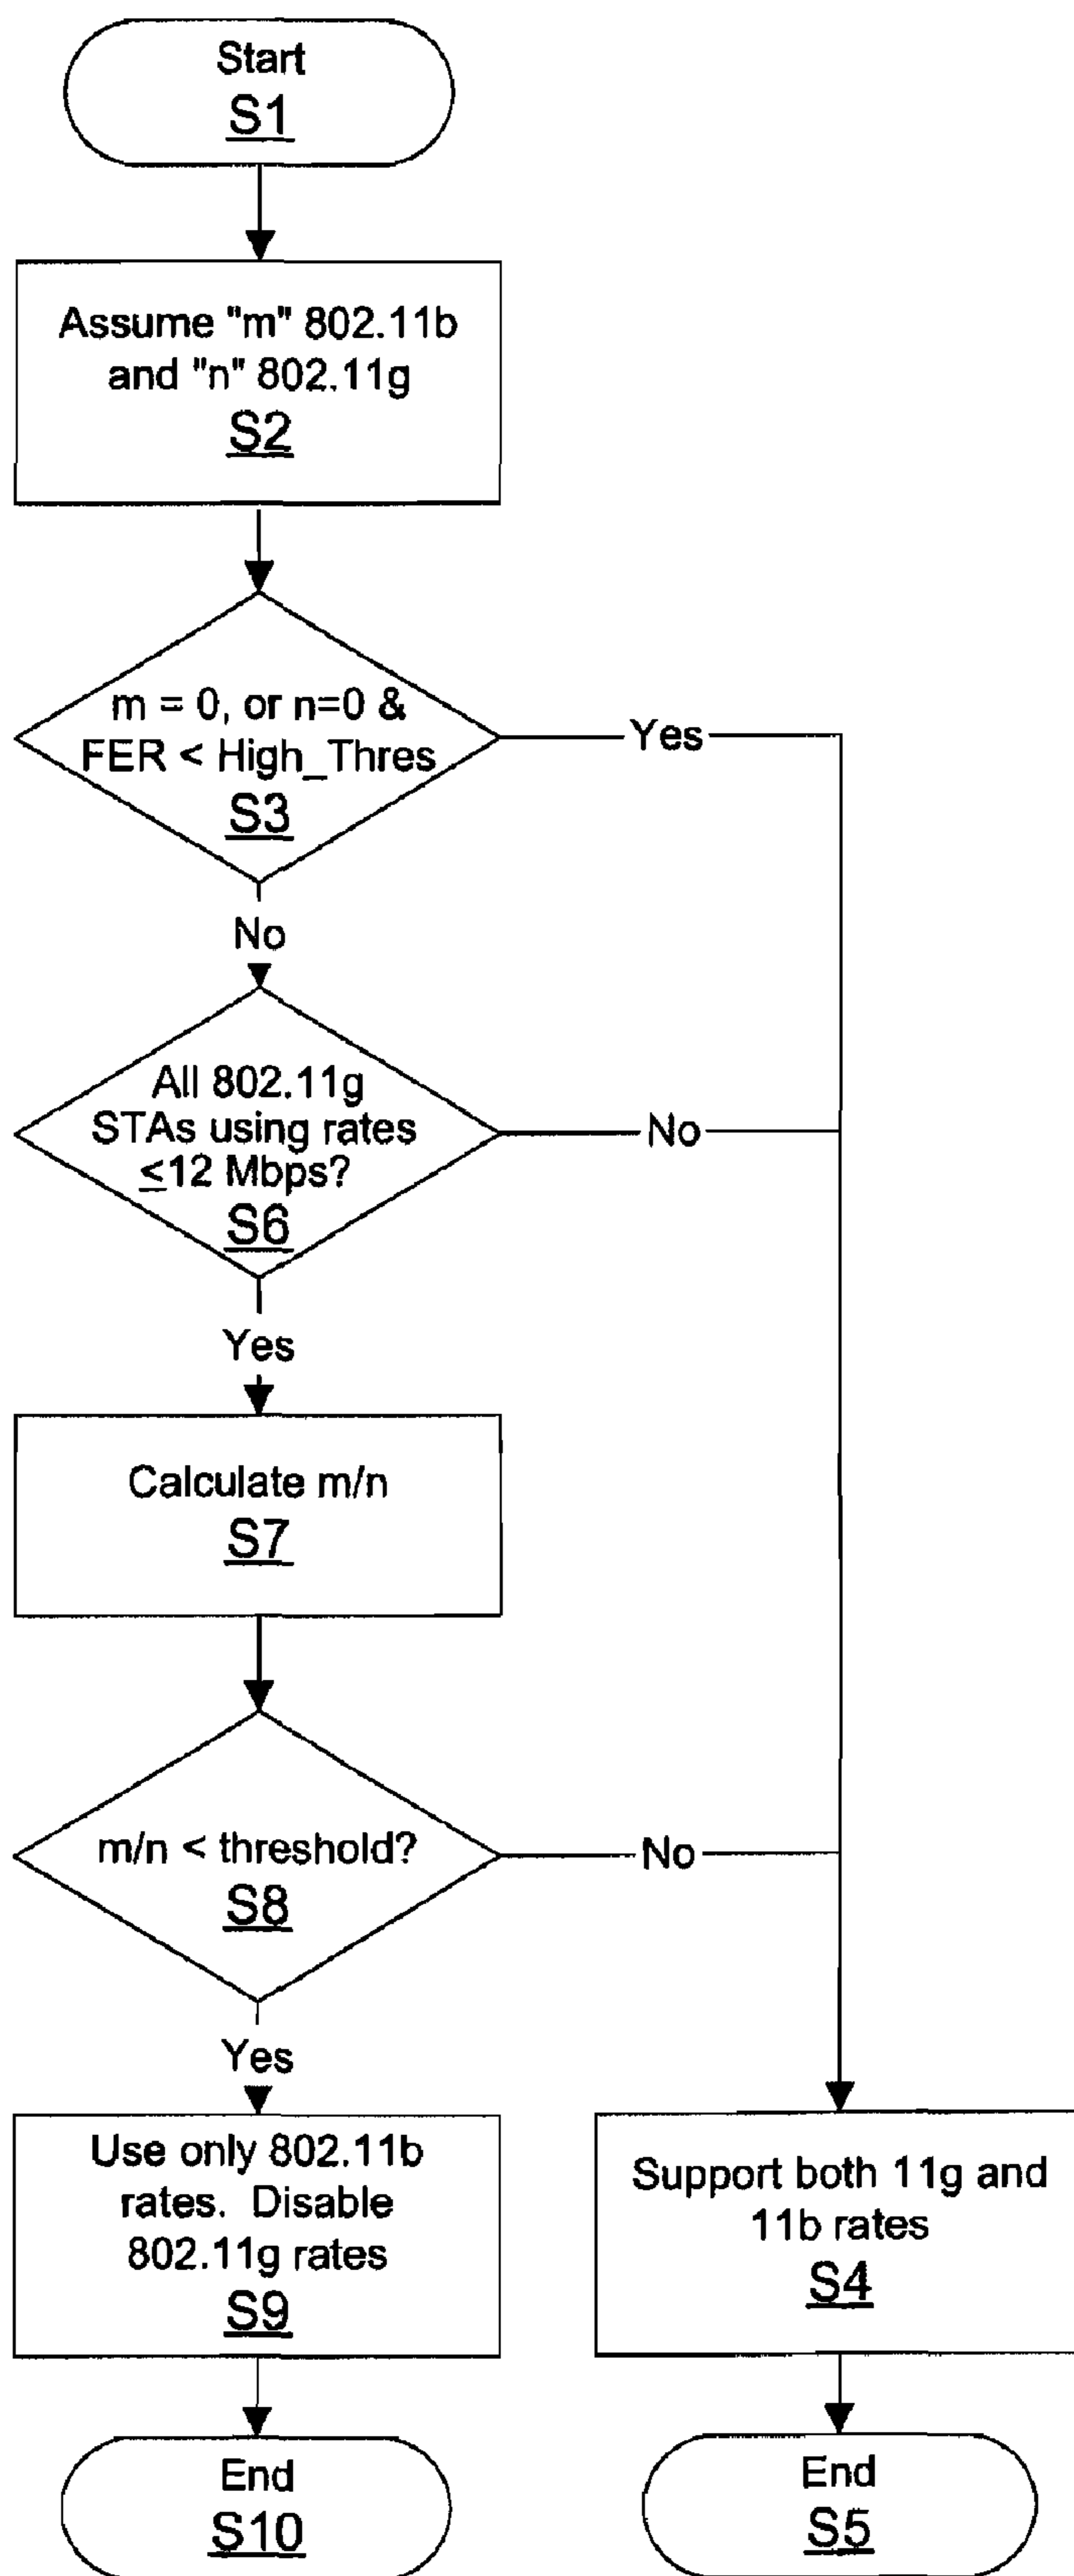 Start
S1
Assume "m" 802.11b
and "n" 802.11g
S2
m = 0, or n=0 &
FER < High_Thres
S3
Yes
No
All 802.11g
STAs using rates
≤12 Mbps?
S6
No
Yes
Calculate m/n
S7
m/n < threshold?
S8
No
Yes
Use only 802.11b
rates. Disable
802.11g rates
S9
Support both 11g and
11b rates
S4
End
S10
End
S5